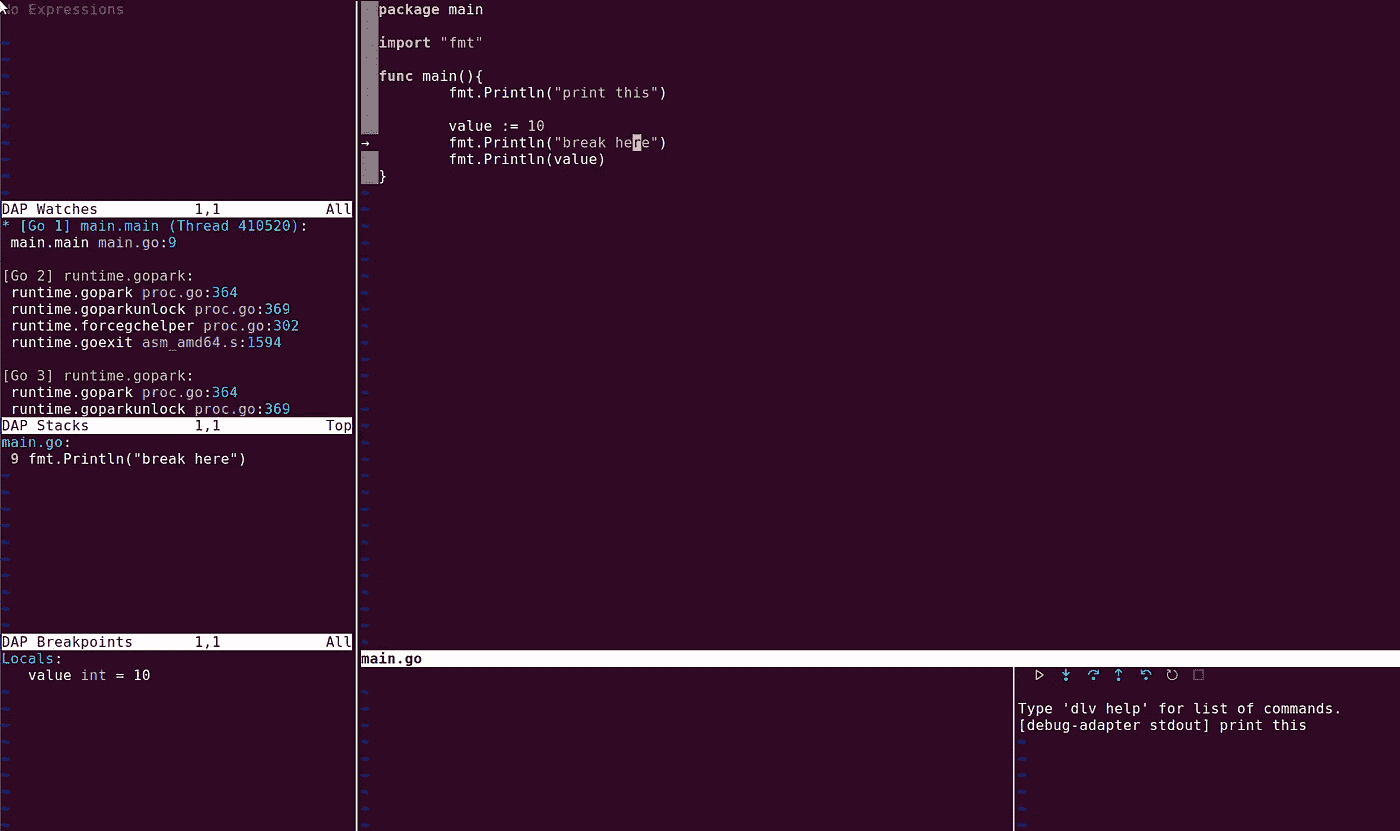 No Expressions
DAP Watches 1,1 All
* [Go 1] main.main (Thread 410520):
main.main main.go:9
[Go 2] runtime.gopark:
runtime.gopark proc.go:364
runtime.goparkunlock proc.go:369
runtime.forcegchelper proc.go:302
runtime.goexit asm_amd64.s:1594
[Go 3] runtime.gopark:
runtime.gopark proc.go:364
runtime.goparkunlock proc.go:369
DAP Stacks 1,1 Top
main.go:
9 fmt.Println("break here")
DAP Breakpoints 1,1 All
Locals:
value int = 10
package main
import "fmt"
func main(){
fmt.Println("print this")
value := 10
→ fmt.Println("break here")
fmt.Println(value)
}
main.go
Type 'dlv help' for list of commands.
[debug-adapter stdout] print this